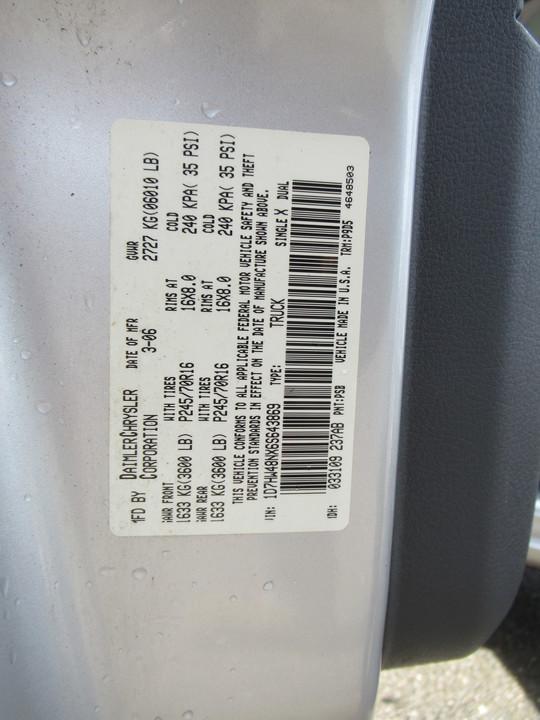 MFD BY DAIMLERCHRYSLER CORPORATION DATE OF MFR 3-06 GVWR 2727 KG(06010 LB)
GAWR FRONT WITH TIRES RIMS AT COLD
1633 KG(3600 LB) P245/70R16 16X8.0 240 KPA( 35 PSI)
GAWR REAR WITH TIRES RIMS AT COLD
1633 KG(3600 LB) P245/70R16 16X8.0 240 KPA( 35 PSI)
THIS VEHICLE CONFORMS TO ALL APPLICABLE FEDERAL MOTOR VEHICLE SAFETY AND THEFT
PREVENTION STANDARDS IN EFFECT ON THE DATE OF MANUFACTURE SHOWN ABOVE.
VIN: 1D7HW48NX6S643869 TYPE: TRUCK SINGLE X DUAL
MDH: 033109 237AB PNT:PSB VEHICLE MADE IN U.S.A. TRM:P9D5 4648503